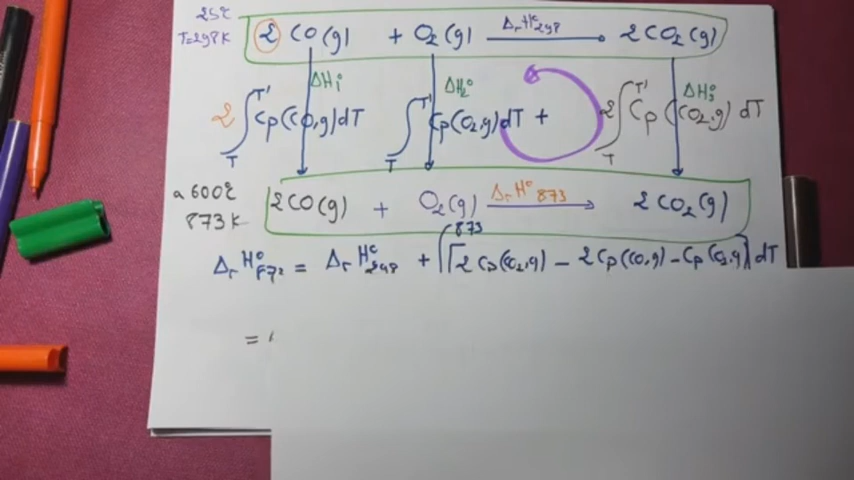 25°C
T=298K
2 CO(g) + O₂(g) ΔrH°298 → 2CO₂(g)
ΔH₁° ΔH₂° ΔH₃°
2 ∫ T T' Cp(CO,g)dT ∫ T T' Cp(O₂,g)dT + 2 ∫ T T' Cp(CO₂,g) dT
a 600°C
873 K
2CO(g) + O₂(g) ΔrH°873 → 2CO₂(g)
ΔrH° = ΔrH°298 + ∫ 873 [2Cp(CO₂,g) − 2Cp(CO,g) − Cp(O₂,g)] dT
=